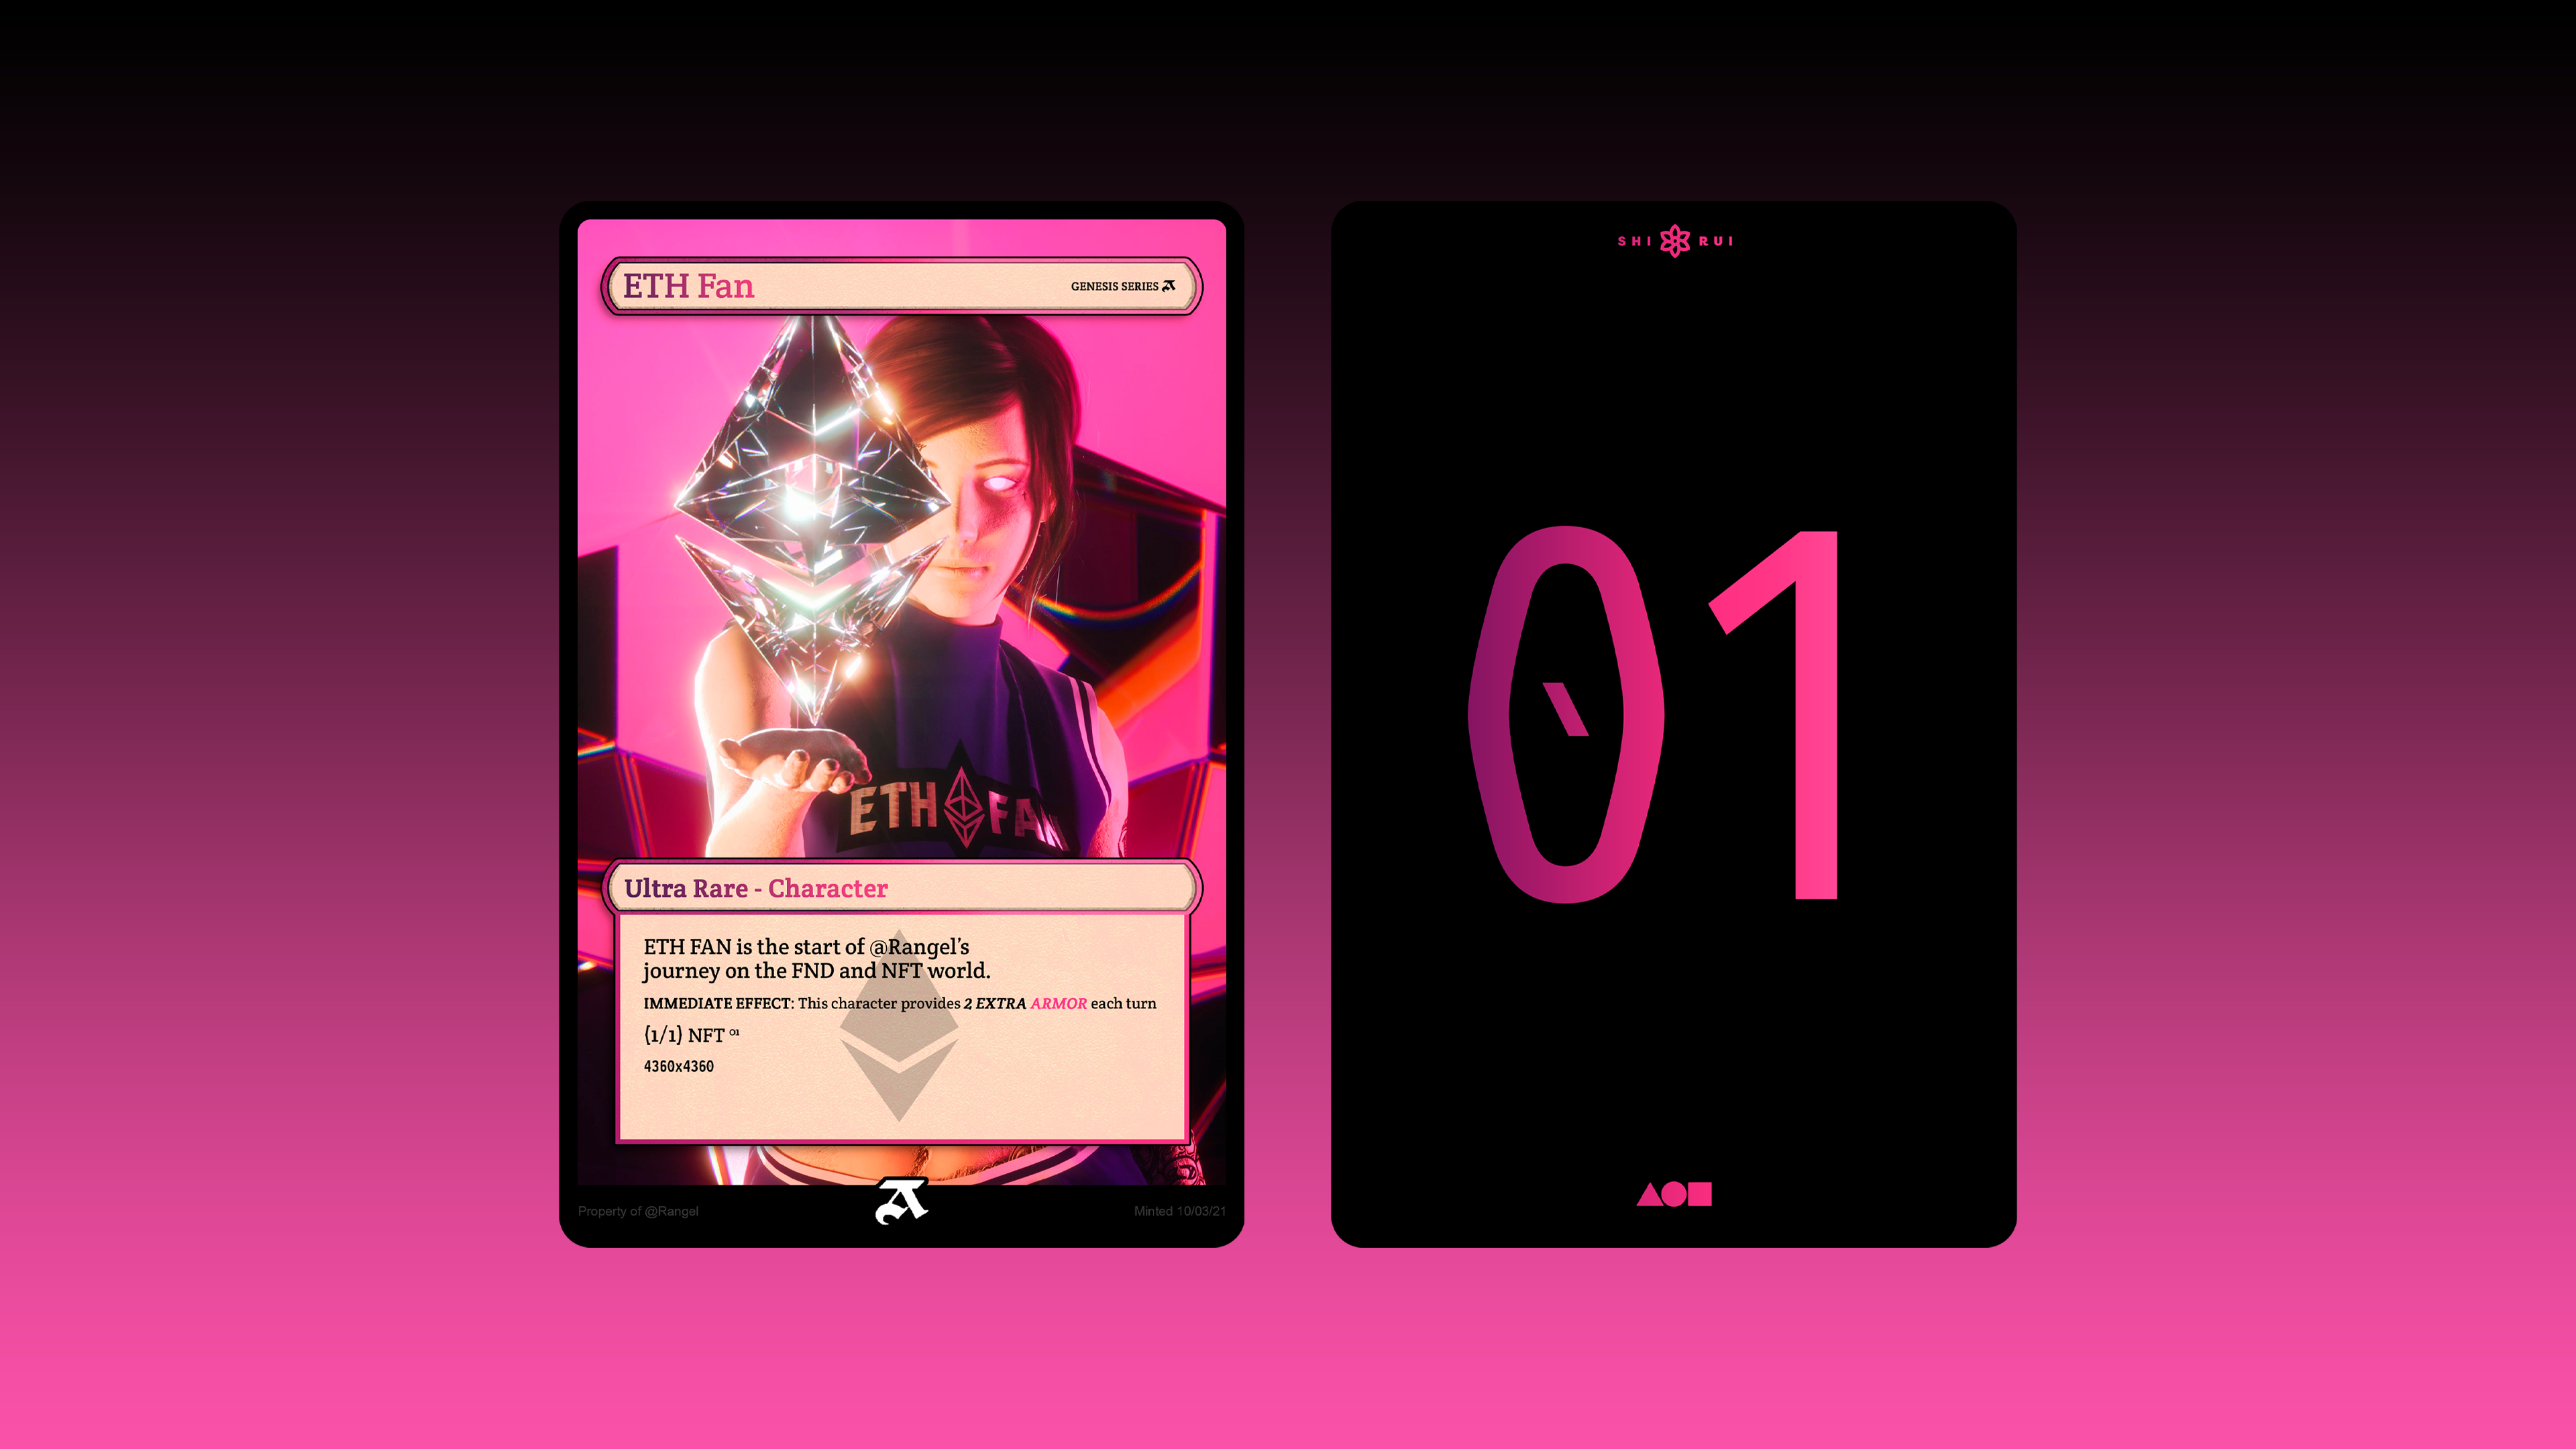 ETH Fan
GENESIS SERIES A
ETH FAN
Ultra Rare - Character
ETH FAN is the start of @Rangel’s
journey on the FND and NFT world.
IMMEDIATE EFFECT: This character provides 2 EXTRA ARMOR each turn
(1/1) NFT 01
4360x4360
Property of @Rangel
A
Minted 10/03/21
SHI RUI
01